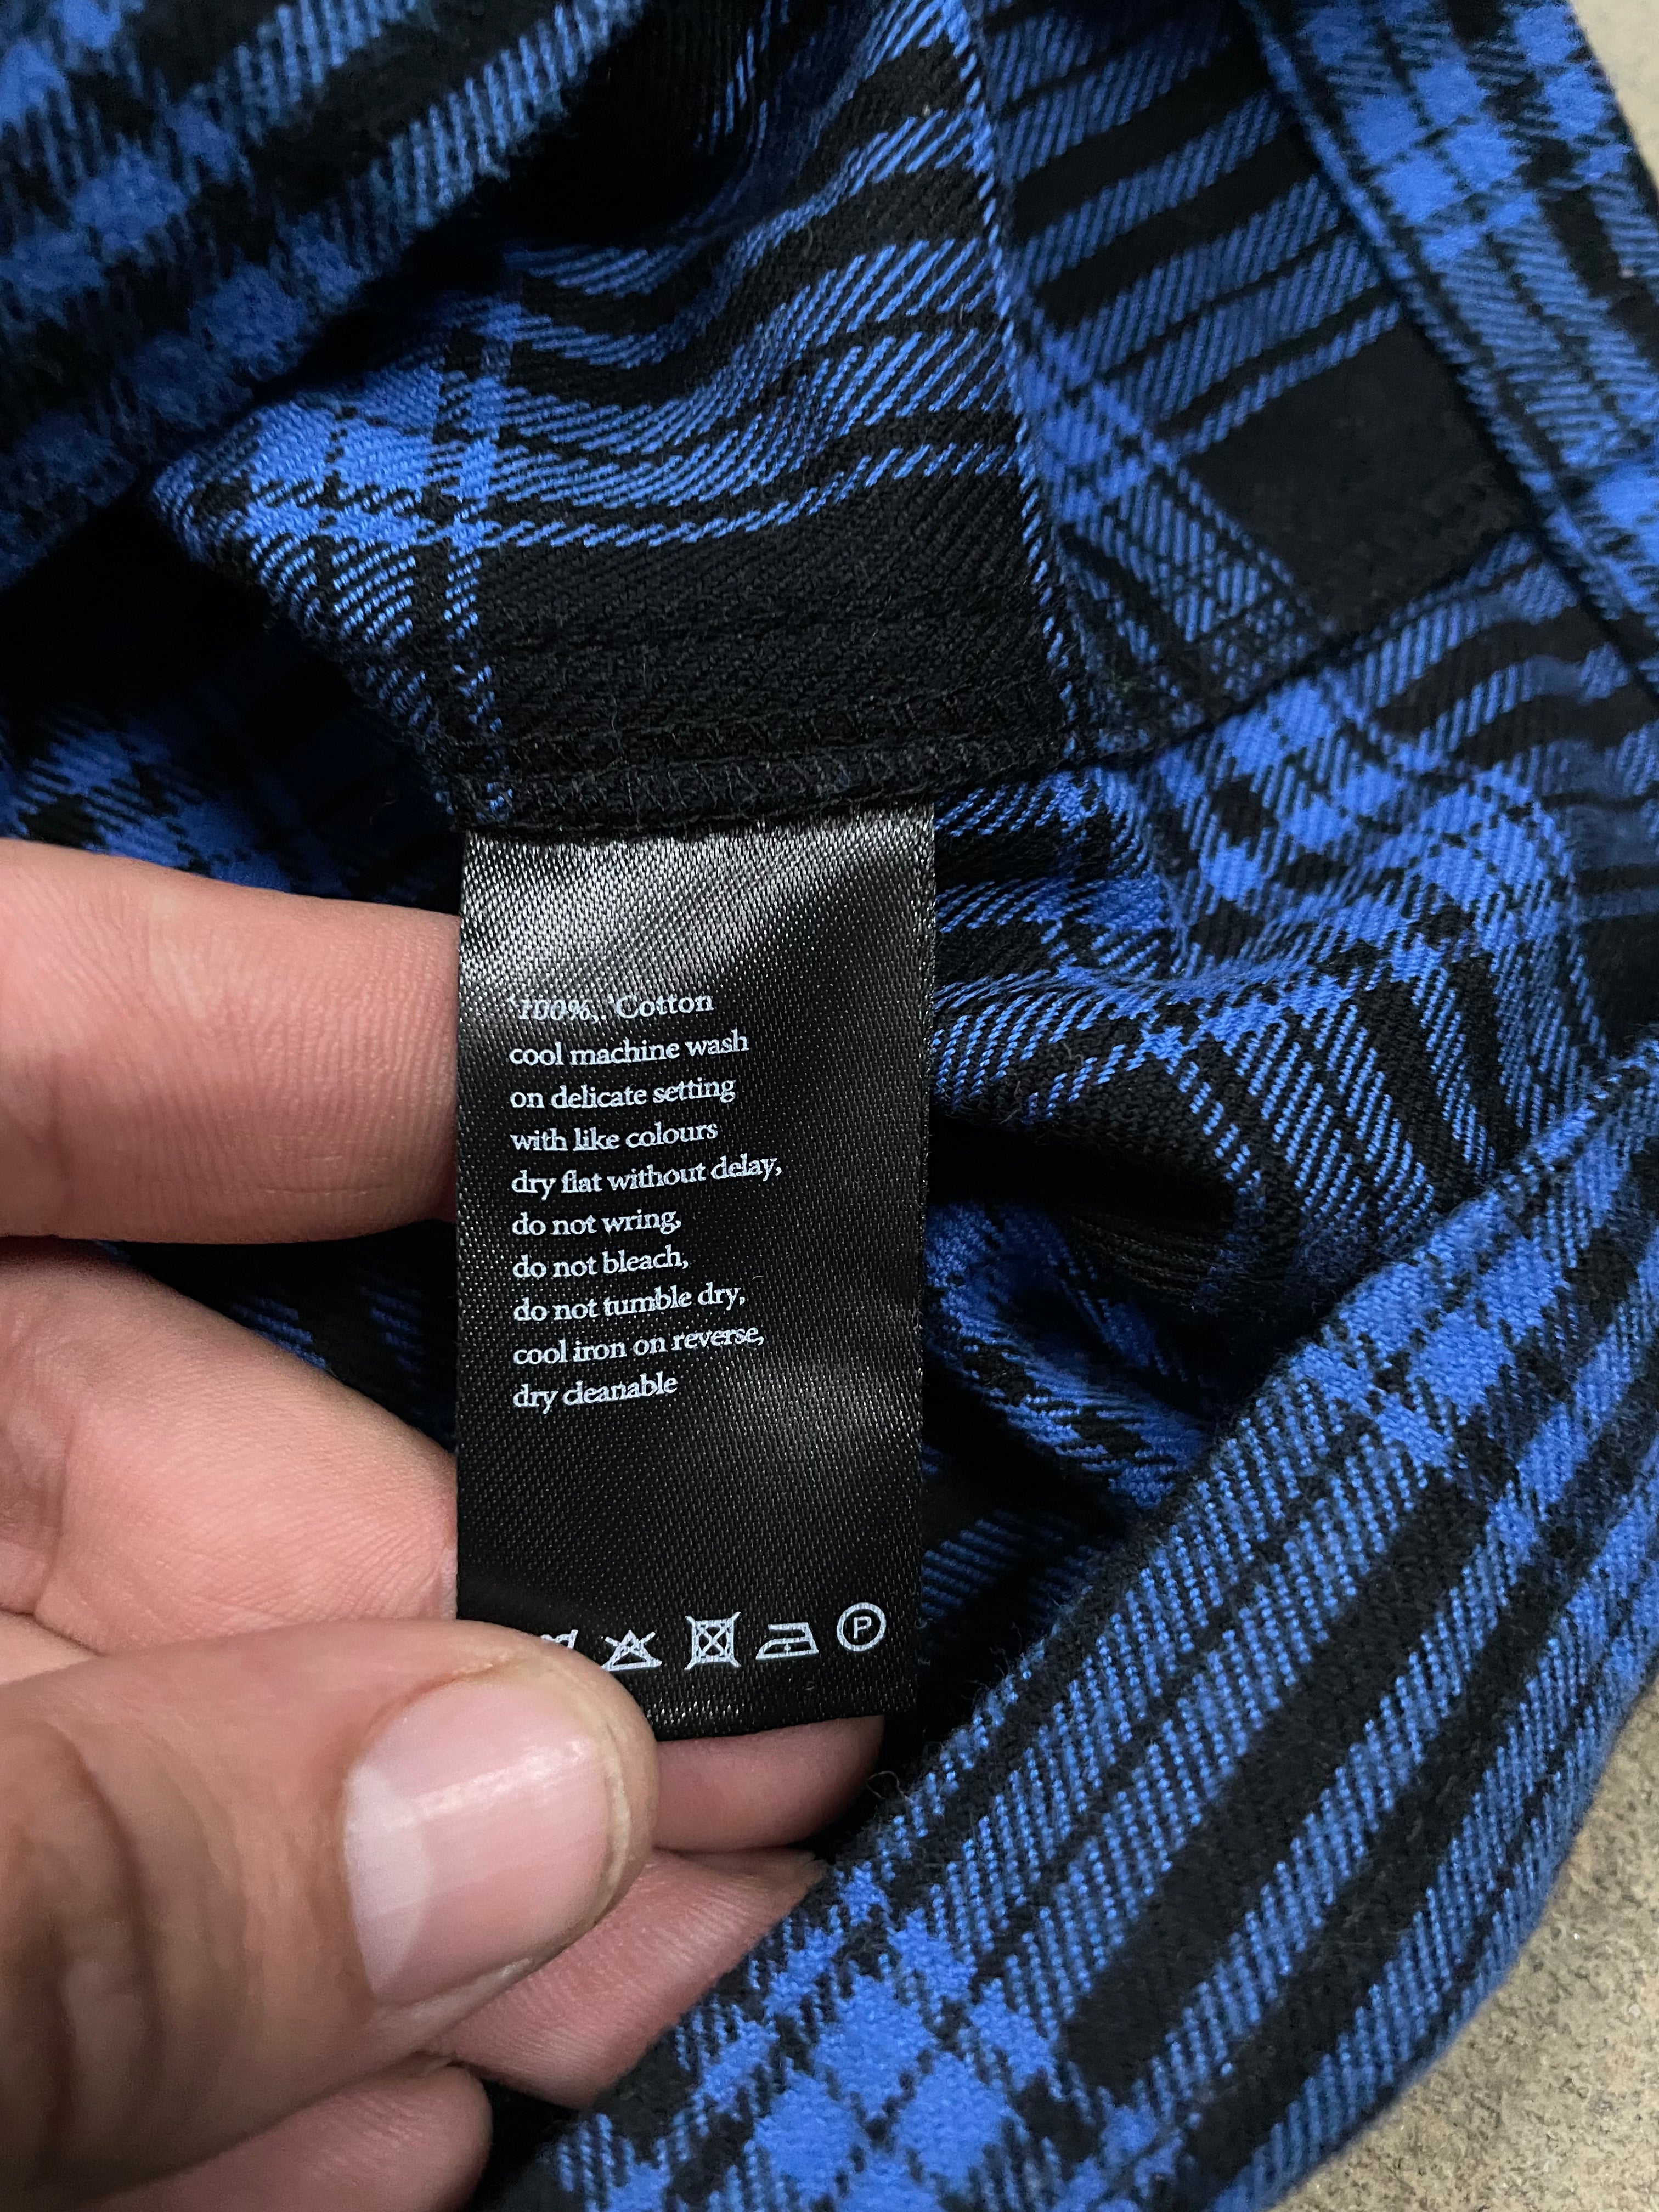 '100%,.'Cotton
cool machine wash
on delicate setting
with like colours
dry flat without delay,
do not wring,
do not bleach,
do not tumble dry,
cool iron on reverse,
dry cleanable
P